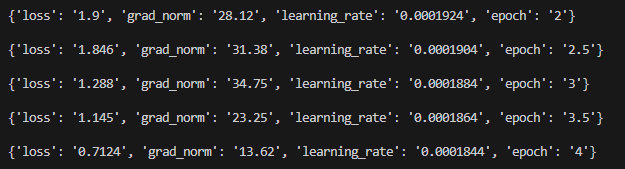 {'loss': '1.9', 'grad_norm': '28.12', 'learning_rate': '0.0001924', 'epoch': '2'}
{'loss': '1.846', 'grad_norm': '31.38', 'learning_rate': '0.0001904', 'epoch': '2.5'}
{'loss': '1.288', 'grad_norm': '34.75', 'learning_rate': '0.0001884', 'epoch': '3'}
{'loss': '1.145', 'grad_norm': '23.25', 'learning_rate': '0.0001864', 'epoch': '3.5'}
{'loss': '0.7124', 'grad_norm': '13.62', 'learning_rate': '0.0001844', 'epoch': '4'}